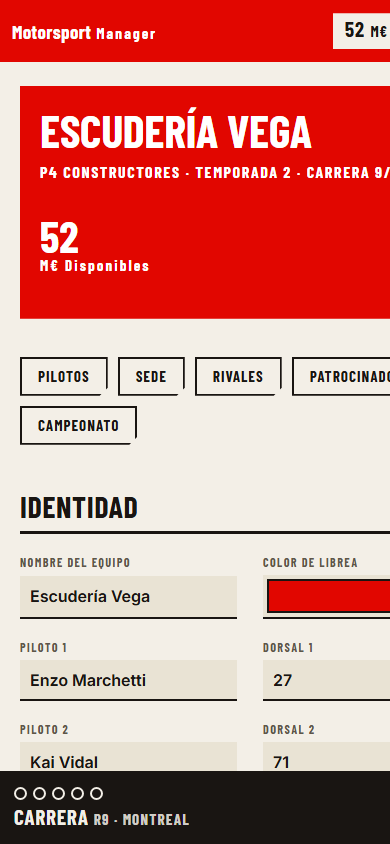 Motorsport Manager
52 M€
ESCUDERÍA VEGA
P4 CONSTRUCTORES · TEMPORADA 2 · CARRERA 9/
52
M€ Disponibles
PILOTOS SEDE RIVALES PATROCINADO
CAMPEONATO
IDENTIDAD
NOMBRE DEL EQUIPO COLOR DE LIBREA
Escudería Vega
PILOTO 1 DORSAL 1
Enzo Marchetti 27
PILOTO 2 DORSAL 2
Kai Vidal 71
CARRERA R9 - MONTREAL